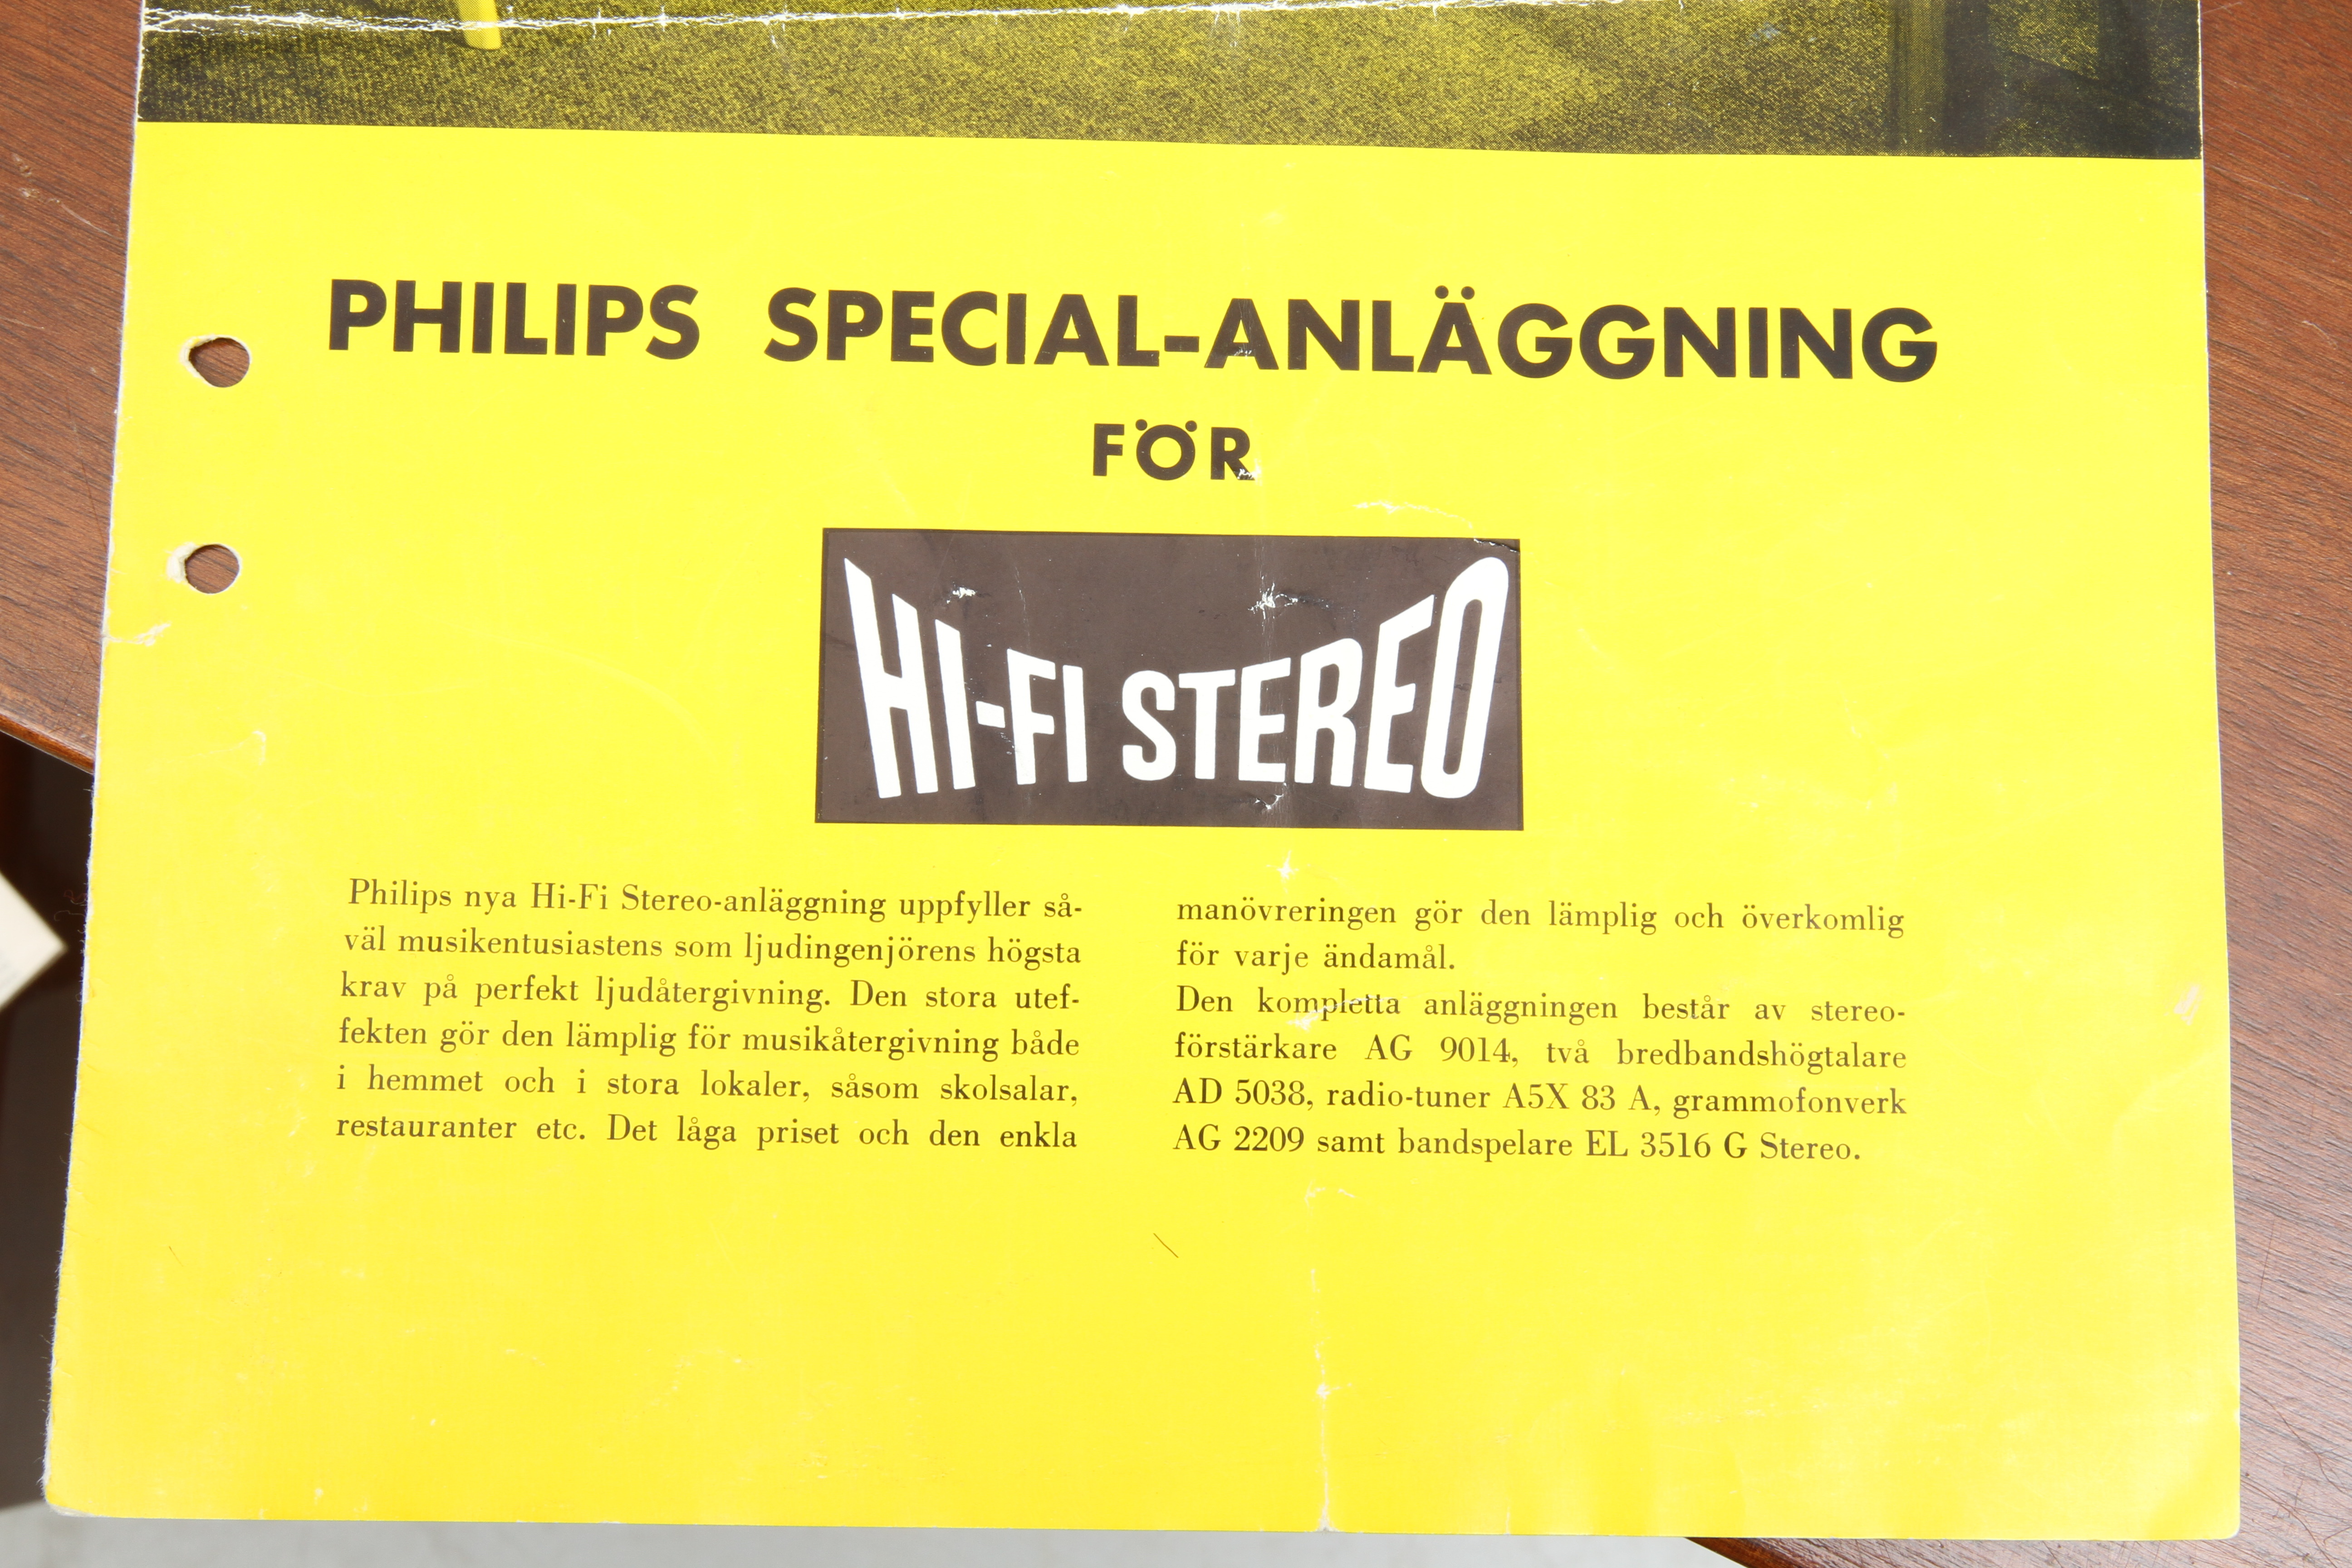 PHILIPS SPECIAL-ANLÄGGNING
FÖR
HI-FI STEREO
Philips nya Hi-Fi Stereo-anläggning uppfyller så-
väl musikentusiastens som ljudingenjörens högsta
krav på perfekt ljudåtergivning. Den stora utef-
fekten gör den lämplig för musikåtergivning både
i hemmet och i stora lokaler, såsom skolsalar,
restauranter etc. Det låga priset och den enkla
manövreringen gör den lämplig och överkomlig
för varje ändamål.
Den kompletta anläggningen består av stereo-
förstärkare AG 9014, två bredbandshögtalare
AD 5038, radio-tuner A5X 83 A, grammofonverk
AG 2209 samt bandspelare EL 3516 G Stereo.